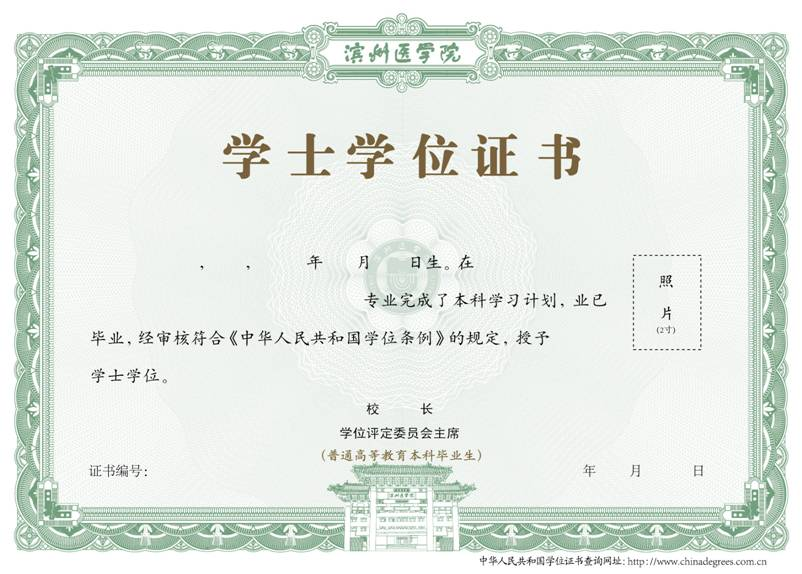 滨州医学院
学士学位证书
， ， 年 月 日生。在
专业完成了本科学习计划，业已
毕业，经审核符合《中华人民共和国学位条例》的规定，授予
学士学位。
照
片
(2寸)
校 长
学位评定委员会主席
（普通高等教育本科毕业生）
证书编号： 年 月 日
滨州医学院
中华人民共和国学位证书查询网址：http://www.chinadegrees.com.cn